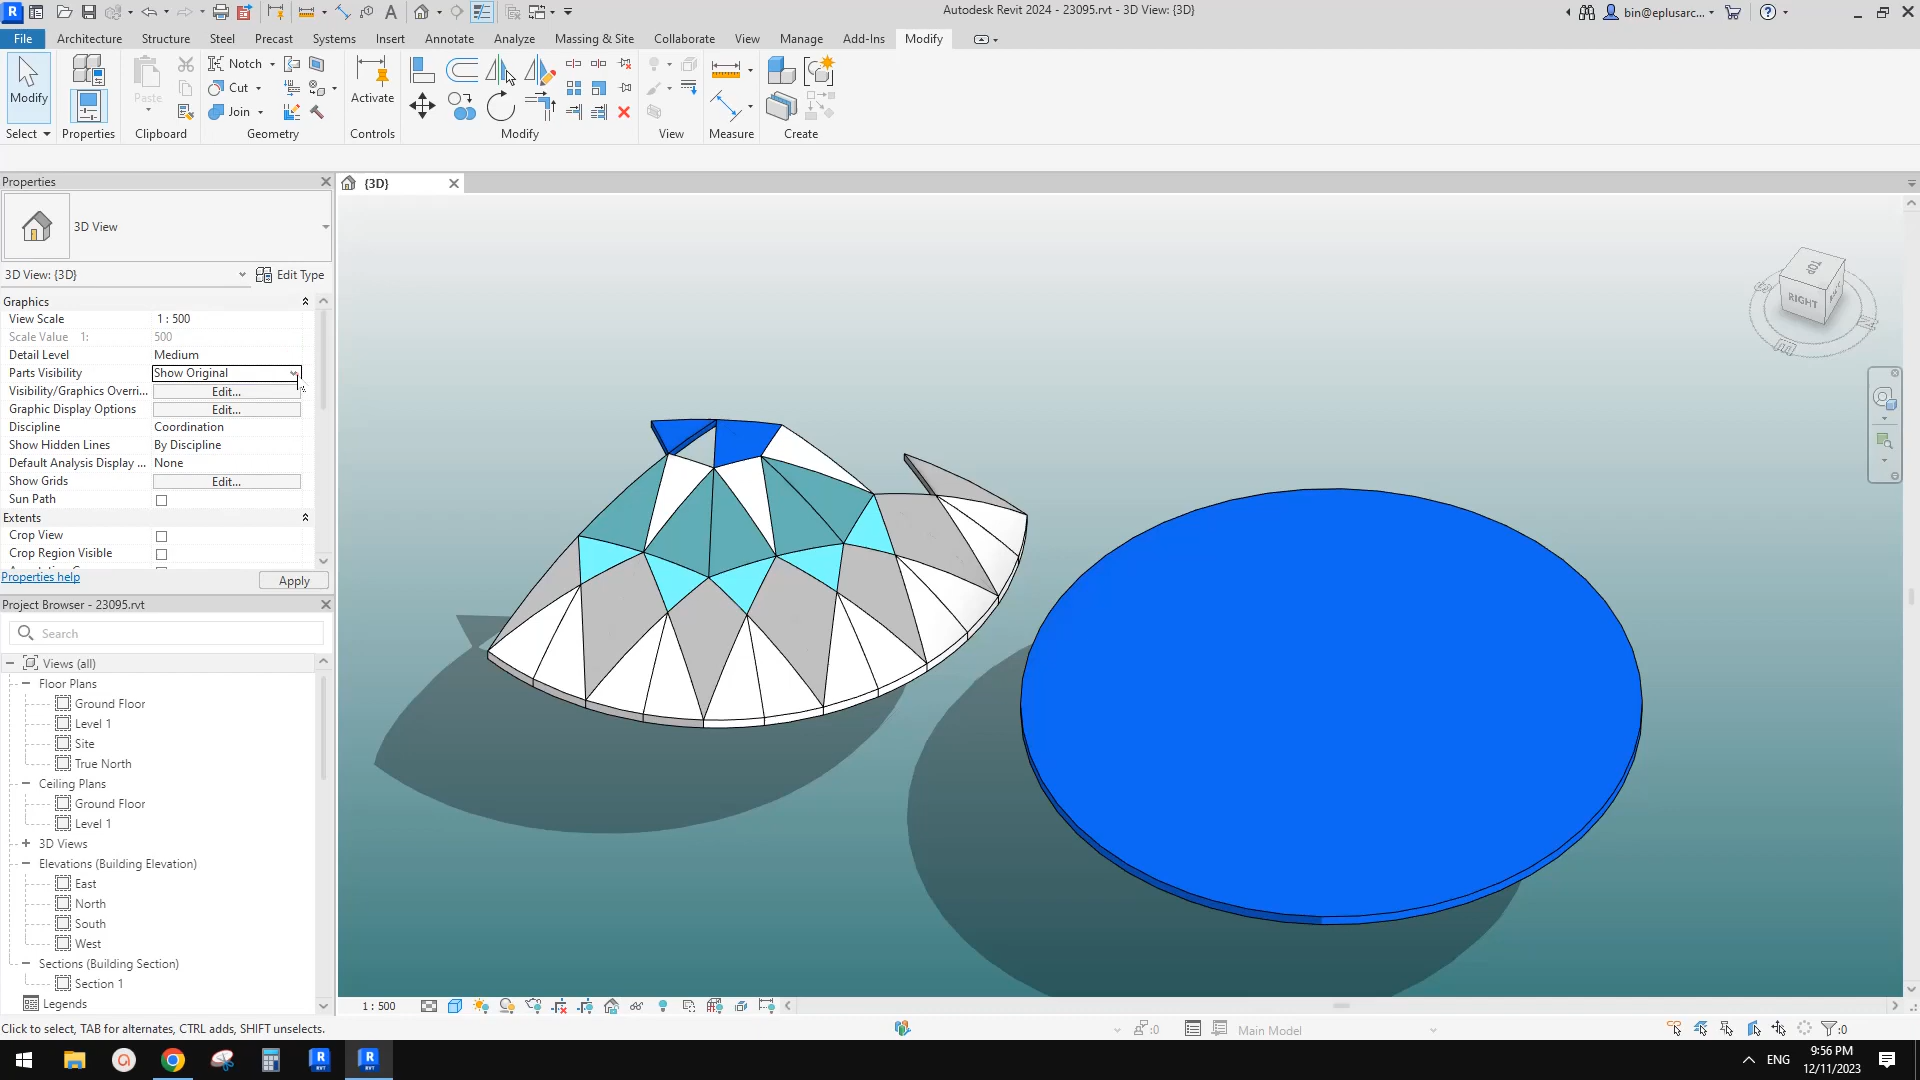 Autodesk Revit 2024 - 23095.rvt - 3D View: {3D}
bin@eplusarc...
File Architecture Structure Steel Precast Systems Insert Annotate Analyze Massing & Site Collaborate View Manage Add-Ins Modify
Modify
Paste
Notch
Cut
Join
Activate
Select Properties Clipboard Geometry Controls Modify View Measure Create
Properties
{3D}
3D View
3D View: {3D} Edit Type
Graphics
View Scale 1 : 500
Scale Value 1: 500
Detail Level Medium
Parts Visibility Show Original
Visibility/Graphics Overri... Edit...
Graphic Display Options Edit...
Discipline Coordination
Show Hidden Lines By Discipline
Default Analysis Display ... None
Show Grids Edit...
Sun Path
Extents
Crop View
Crop Region Visible
Properties help Apply
Project Browser - 23095.rvt
Search
Views (all)
Floor Plans
Ground Floor
Level 1
Site
True North
Ceiling Plans
Ground Floor
Level 1
3D Views
Elevations (Building Elevation)
East
North
South
West
Sections (Building Section)
Section 1
Legends
TOP
RIGHT
1 : 500
Click to select, TAB for alternates, CTRL adds, SHIFT unselects.
:0
Main Model
:0
ENG
9:56 PM
12/11/2023